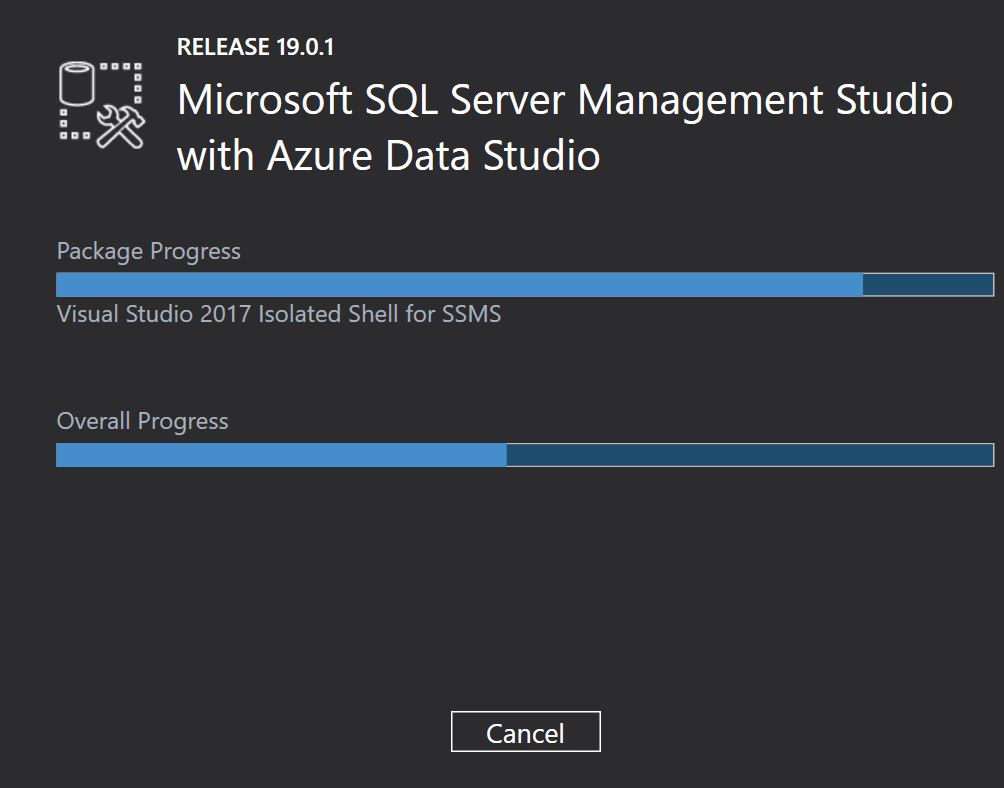 RELEASE 19.0.1
Microsoft SQL Server Management Studio
with Azure Data Studio
Package Progress
Visual Studio 2017 Isolated Shell for SSMS
Overall Progress
Cancel